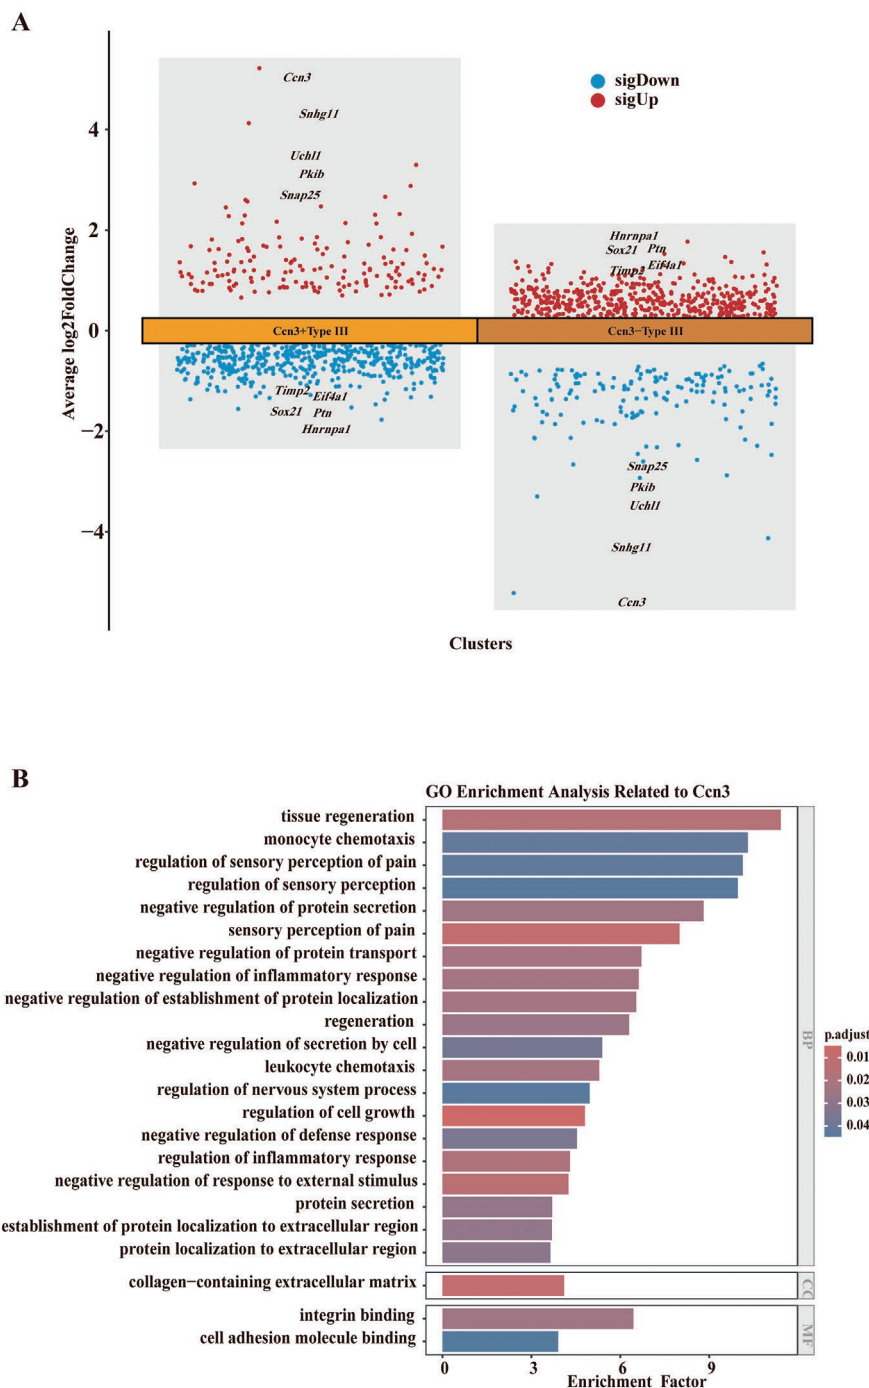 A
sigDown
sigUp
Ccn3
Snhg11
Uchl1
Pkib
Snap25
Hnrnpa1
Sox21 Ptn
Timp2 Eif4a1
4
2
0
−2
−4
Average log2FoldChange
Ccn3+Type III
Ccn3−Type III
Timp2 Eif4a1
Sox21 Ptn
Hnrnpa1
Snap25
Pkib
Uchl1
Snhg11
Ccn3
Clusters
B
GO Enrichment Analysis Related to Ccn3
tissue regeneration
monocyte chemotaxis
regulation of sensory perception of pain
regulation of sensory perception
negative regulation of protein secretion
sensory perception of pain
negative regulation of protein transport
negative regulation of inflammatory response
negative regulation of establishment of protein localization
regeneration
negative regulation of secretion by cell
leukocyte chemotaxis
regulation of nervous system process
regulation of cell growth
negative regulation of defense response
regulation of inflammatory response
negative regulation of response to external stimulus
protein secretion
establishment of protein localization to extracellular region
protein localization to extracellular region
BP
collagen−containing extracellular matrix
CC
integrin binding
cell adhesion molecule binding
MF
p.adjust
0.01
0.02
0.03
0.04
0 3 6 9
Enrichment Factor